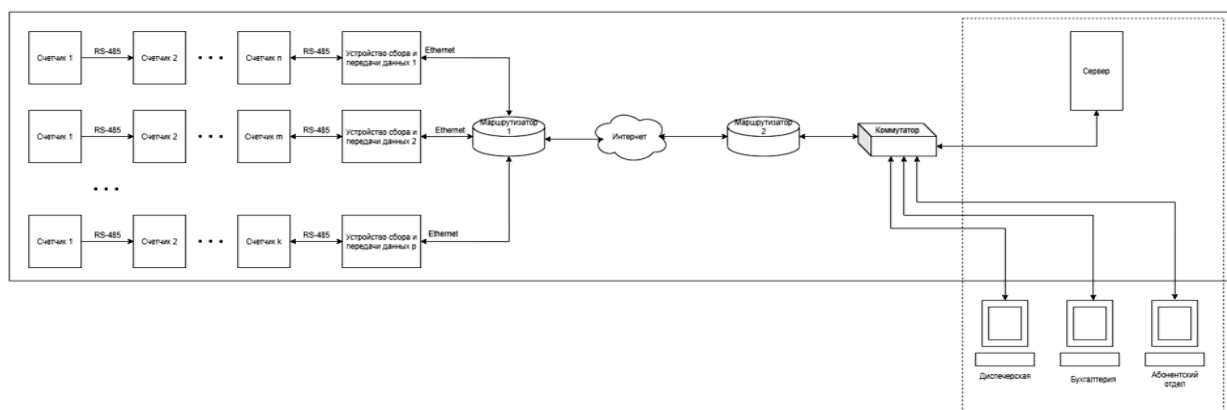 Счетчик 1
RS-485
Счетчик 2
Счетчик n
RS-485
Устройство сбора и
передачи данных 1
Ethernet
Счетчик 1
RS-485
Счетчик 2
Счетчик m
RS-485
Устройство сбора и
передачи данных 2
Ethernet
Маршрутизатор
1
Интернет
Маршрутизатор
2
Коммутатор
Сервер
Счетчик 1
RS-485
Счетчик 2
Счетчик k
RS-485
Устройство сбора и
передачи данных p
Ethernet
Диспечерская
Бухгалтерия
Абонентский
отдел